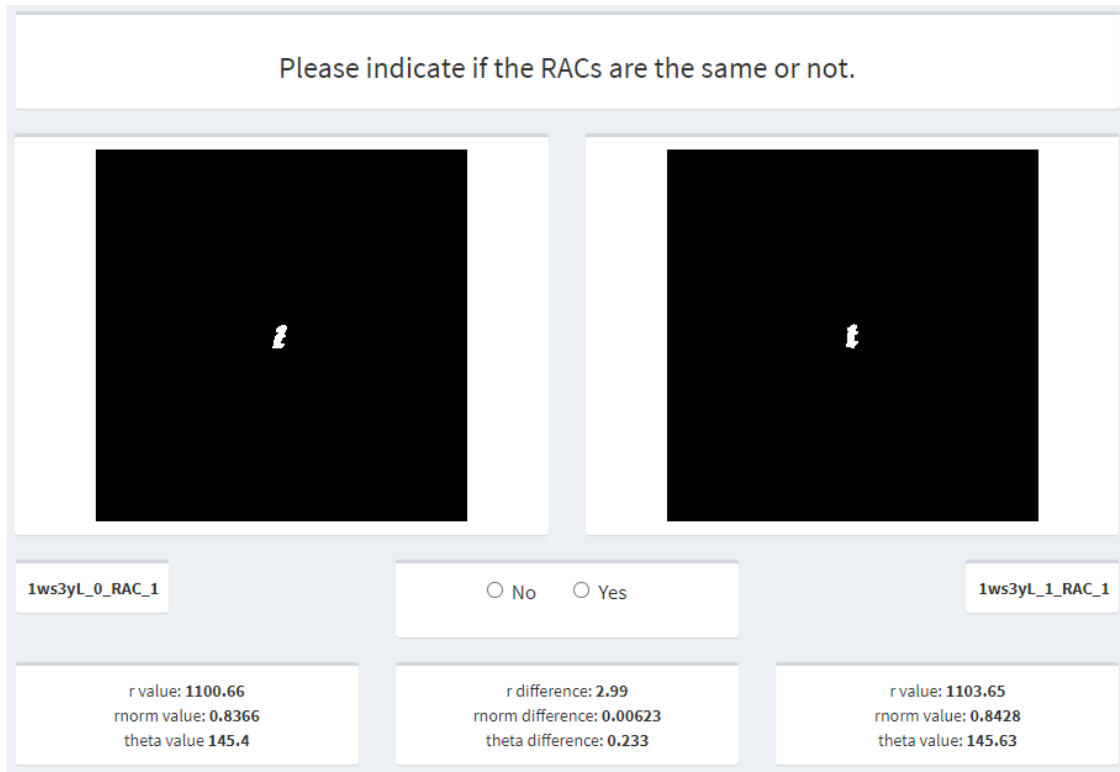 Please indicate if the RACs are the same or not.
1ws3yL_0_RAC_1
No
Yes
1ws3yL_1_RAC_1
r value: 1100.66
rnorm value: 0.8366
theta value 145.4
r difference: 2.99
rnorm difference: 0.00623
theta difference: 0.233
r value: 1103.65
rnorm value: 0.8428
theta value: 145.63